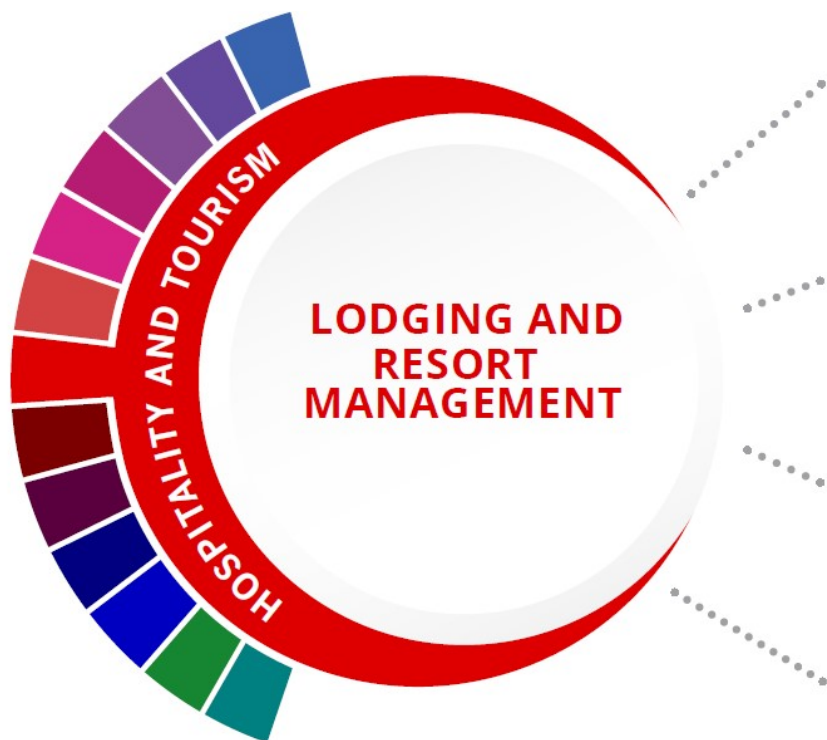 HOSPITALITY AND TOURISM
LODGING AND
RESORT
MANAGEMENT